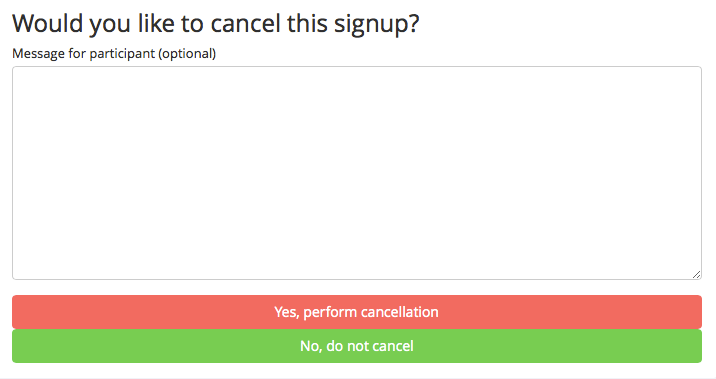 Would you like to cancel this signup?
Message for participant (optional)
Yes, perform cancellation
No, do not cancel